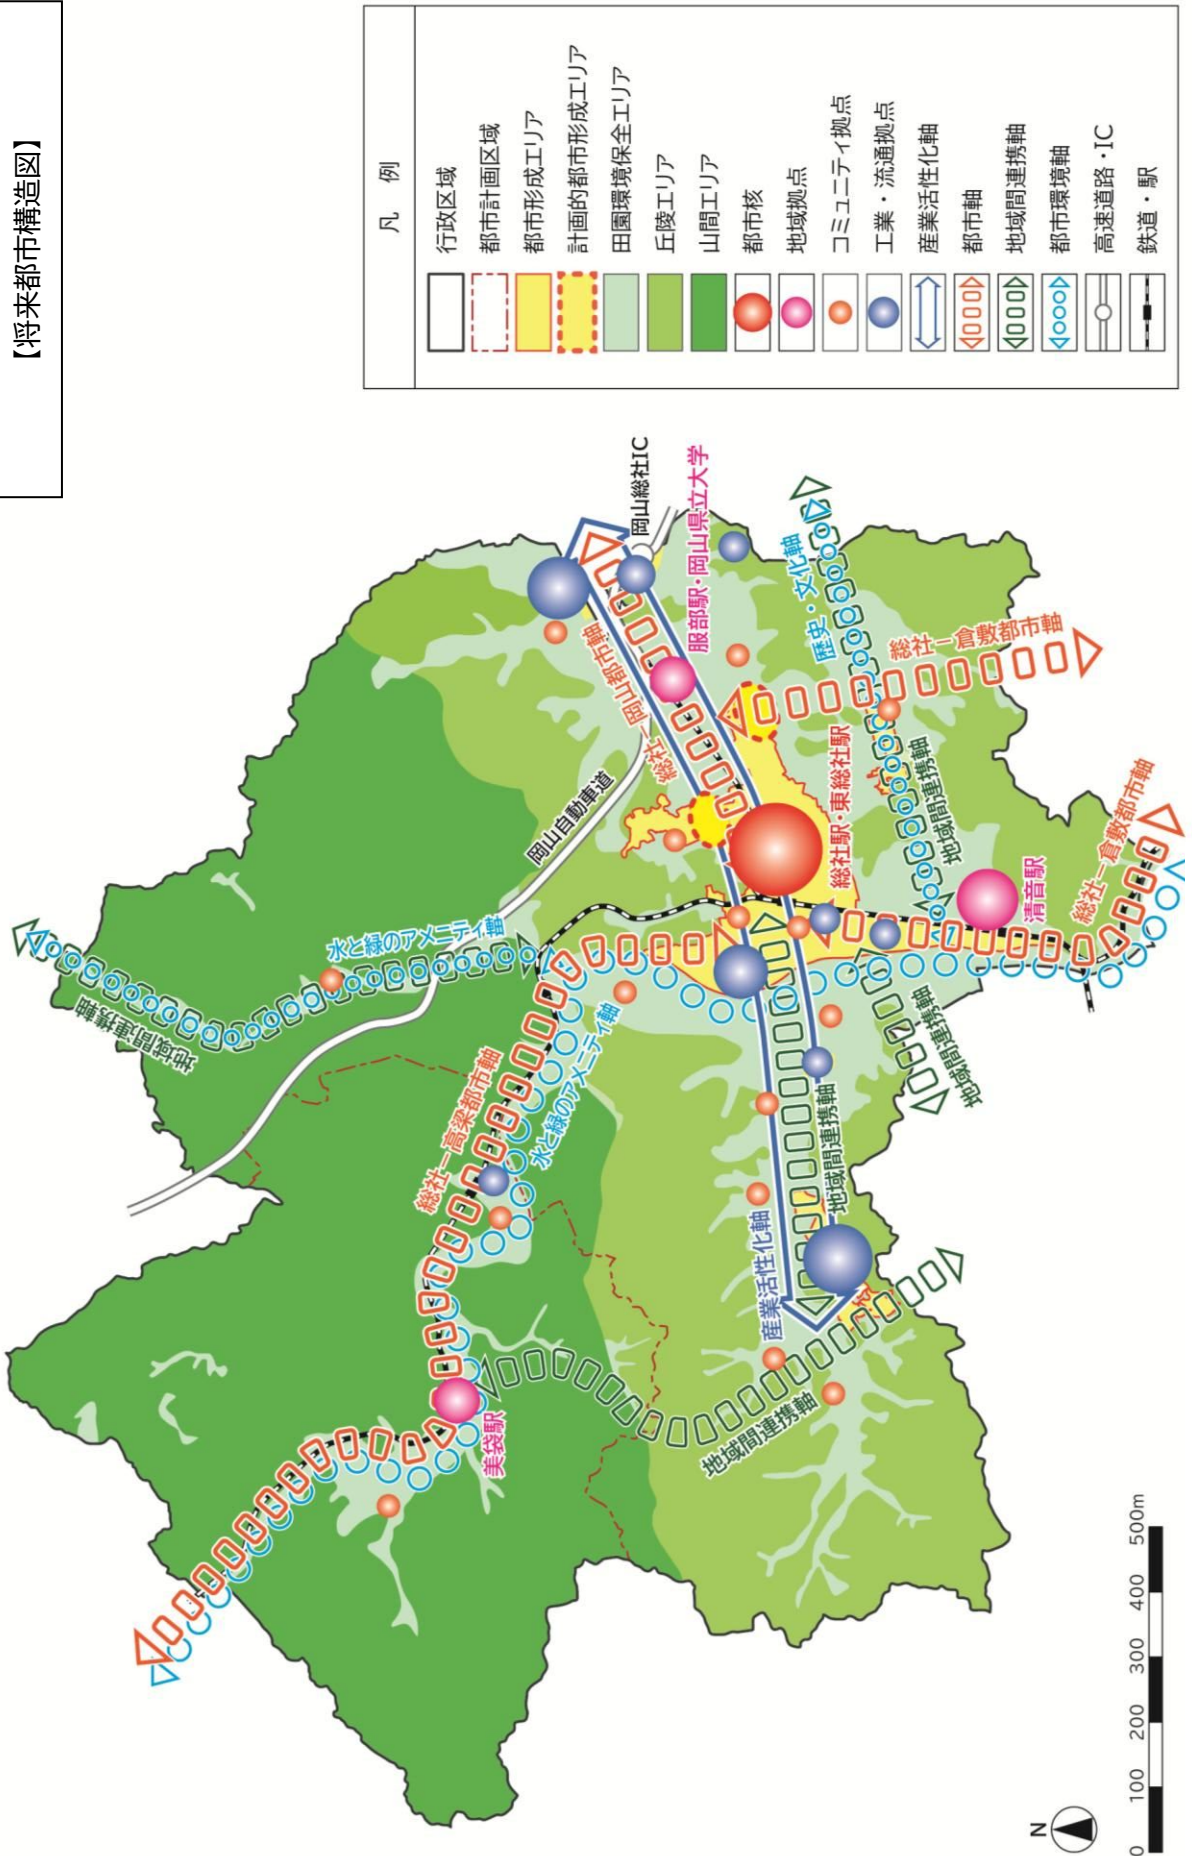 【将来都市構造図】
凡　例
行政区域
都市計画区域
都市形成エリア
計画的都市形成エリア
田園環境保全エリア
丘陵エリア
山間エリア
都市核
地域拠点
コミュニティ拠点
工業・流通拠点
産業活性化軸
都市軸
地域間連携軸
都市環境軸
高速道路・IC
鉄道・駅
地域間連携軸
水と緑のアメニティ軸
岡山自動車道
総社－岡山都市軸
岡山総社IC
服部駅・岡山県立大学
歴史・文化軸
総社－倉敷都市軸
総社駅・東総社駅
地域間連携軸
清音駅
総社－倉敷都市軸
地域間連携軸
総社－高梁都市軸
水と緑のアメニティ軸
地域間連携軸
産業活性化軸
美袋駅
地域間連携軸
N
0 100 200 300 400 500m